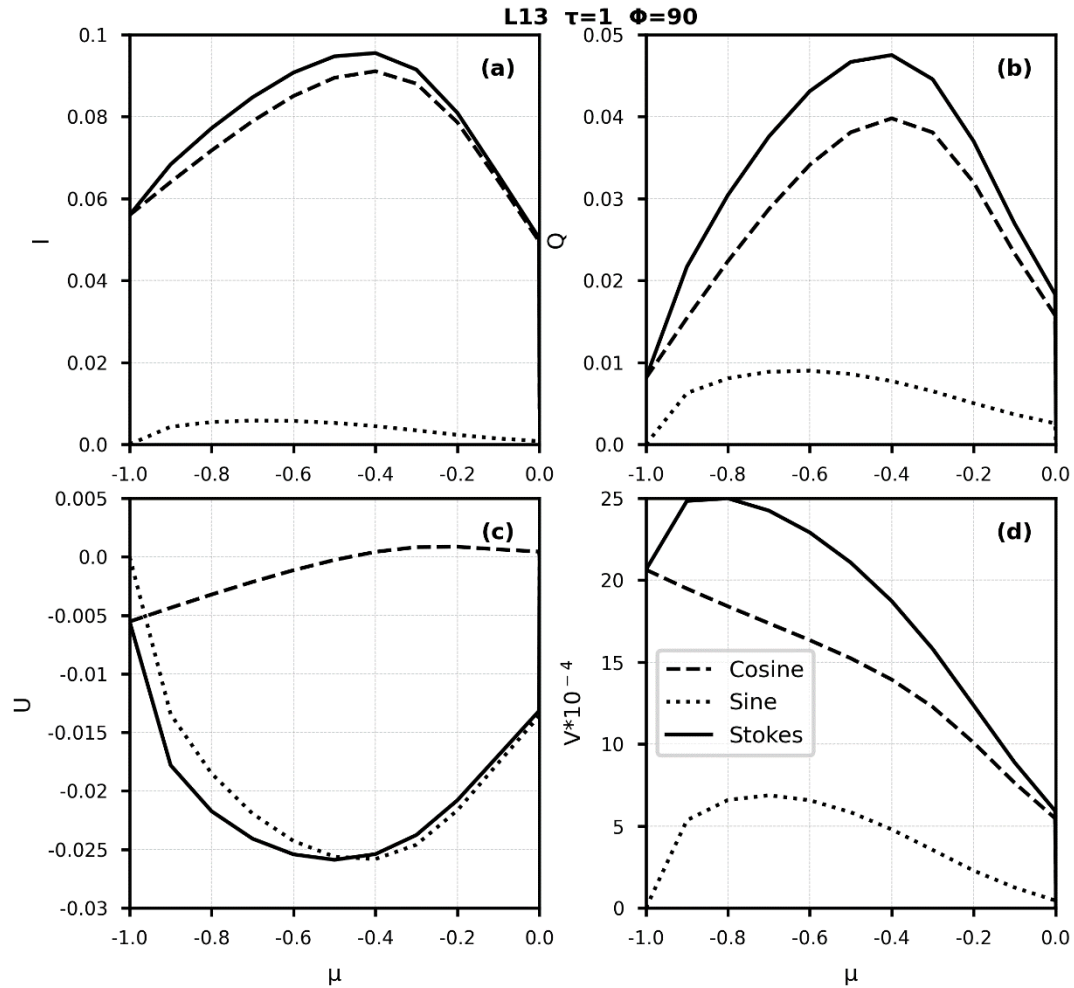 L13 τ=1 Φ=90
(a)
0.1
0.08
0.06
0.04
0.02
0.0
I
-1.0 -0.8 -0.6 -0.4 -0.2 0.0
(b)
0.05
0.04
0.03
0.02
0.01
0.0
Q
-1.0 -0.8 -0.6 -0.4 -0.2 0.0
(c)
0.005
0.0
-0.005
-0.01
-0.015
-0.02
-0.025
-0.03
U
-1.0 -0.8 -0.6 -0.4 -0.2 0.0
μ
(d)
25
20
15
10
5
0
V*10⁻⁴
Cosine
Sine
Stokes
-1.0 -0.8 -0.6 -0.4 -0.2 0.0
μ